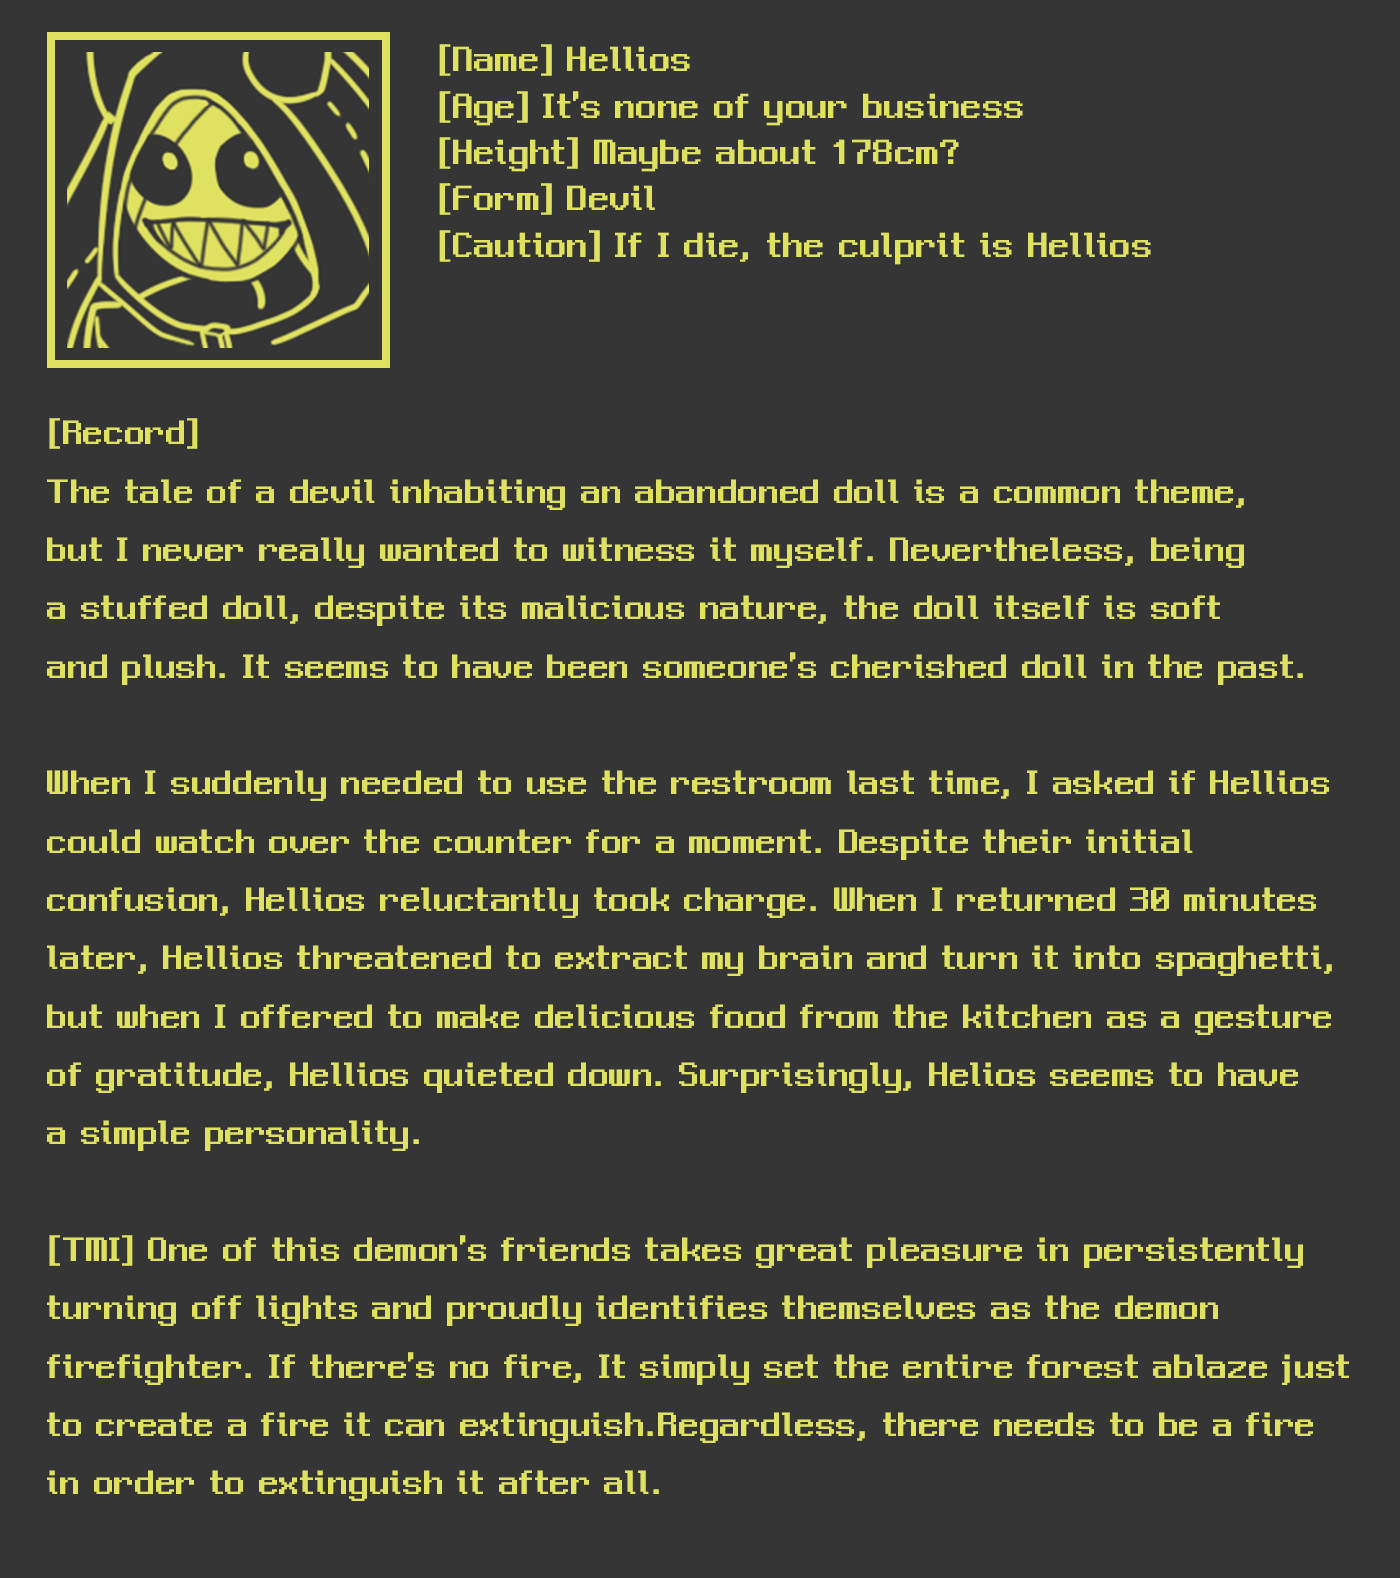 [Name] Hellios
[Age] It's none of your business
[Height] Maybe about 178cm?
[Form] Devil
[Caution] If I die, the culprit is Hellios
[Record]
The tale of a devil inhabiting an abandoned doll is a common theme,
but I never really wanted to witness it myself. Nevertheless, being
a stuffed doll, despite its malicious nature, the doll itself is soft
and plush. It seems to have been someone's cherished doll in the past.
When I suddenly needed to use the restroom last time, I asked if Hellios
could watch over the counter for a moment. Despite their initial
confusion, Hellios reluctantly took charge. When I returned 30 minutes
later, Hellios threatened to extract my brain and turn it into spaghetti,
but when I offered to make delicious food from the kitchen as a gesture
of gratitude, Hellios quieted down. Surprisingly, Helios seems to have
a simple personality.
[TMI] One of this demon's friends takes great pleasure in persistently
turning off lights and proudly identifies themselves as the demon
firefighter. If there's no fire, It simply set the entire forest ablaze just
to create a fire it can extinguish.Regardless, there needs to be a fire
in order to extinguish it after all.